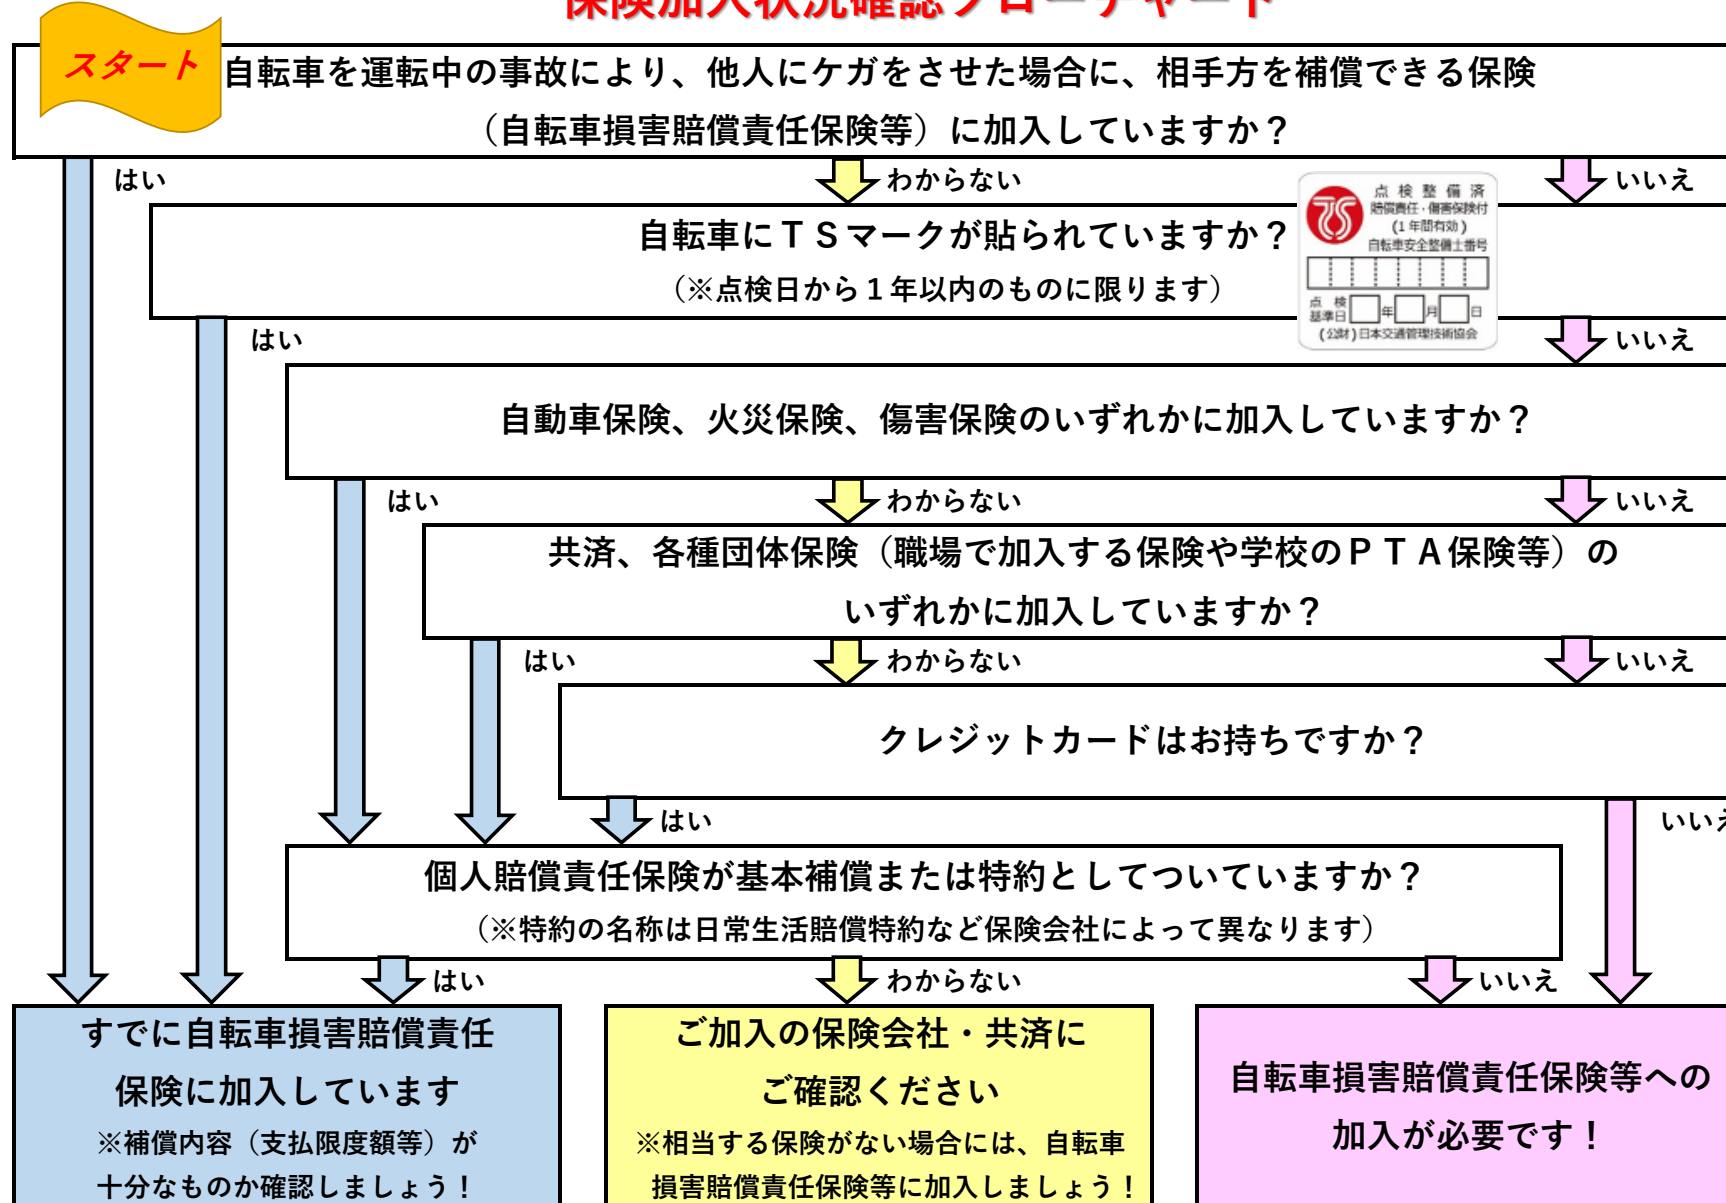 保険加入状況確認フローチャート
スタート
自転車を運転中の事故により、他人にケガをさせた場合に、相手方を補償できる保険
（自転車損害賠償責任保険等）に加入していますか？
はい
わからない
いいえ
自転車にＴＳマークが貼られていますか？
（※点検日から１年以内のものに限ります）
点検整備済
賠償責任・傷害保険付
(1年間有効)
自転車安全整備士番号
点検
基準日 年 月 日
(公財)日本交通管理技術協会
はい
いいえ
自動車保険、火災保険、傷害保険のいずれかに加入していますか？
はい
わからない
いいえ
共済、各種団体保険（職場で加入する保険や学校のＰＴＡ保険等）の
いずれかに加入していますか？
はい
わからない
いいえ
クレジットカードはお持ちですか？
はい
いいえ
個人賠償責任保険が基本補償または特約としてついていますか？
（※特約の名称は日常生活賠償特約など保険会社によって異なります）
はい
わからない
いいえ
すでに自転車損害賠償責任
保険に加入しています
※補償内容（支払限度額等）が
十分なものか確認しましょう！
ご加入の保険会社・共済に
ご確認ください
※相当する保険がない場合には、自転車
損害賠償責任保険等に加入しましょう！
自転車損害賠償責任保険等への
加入が必要です！